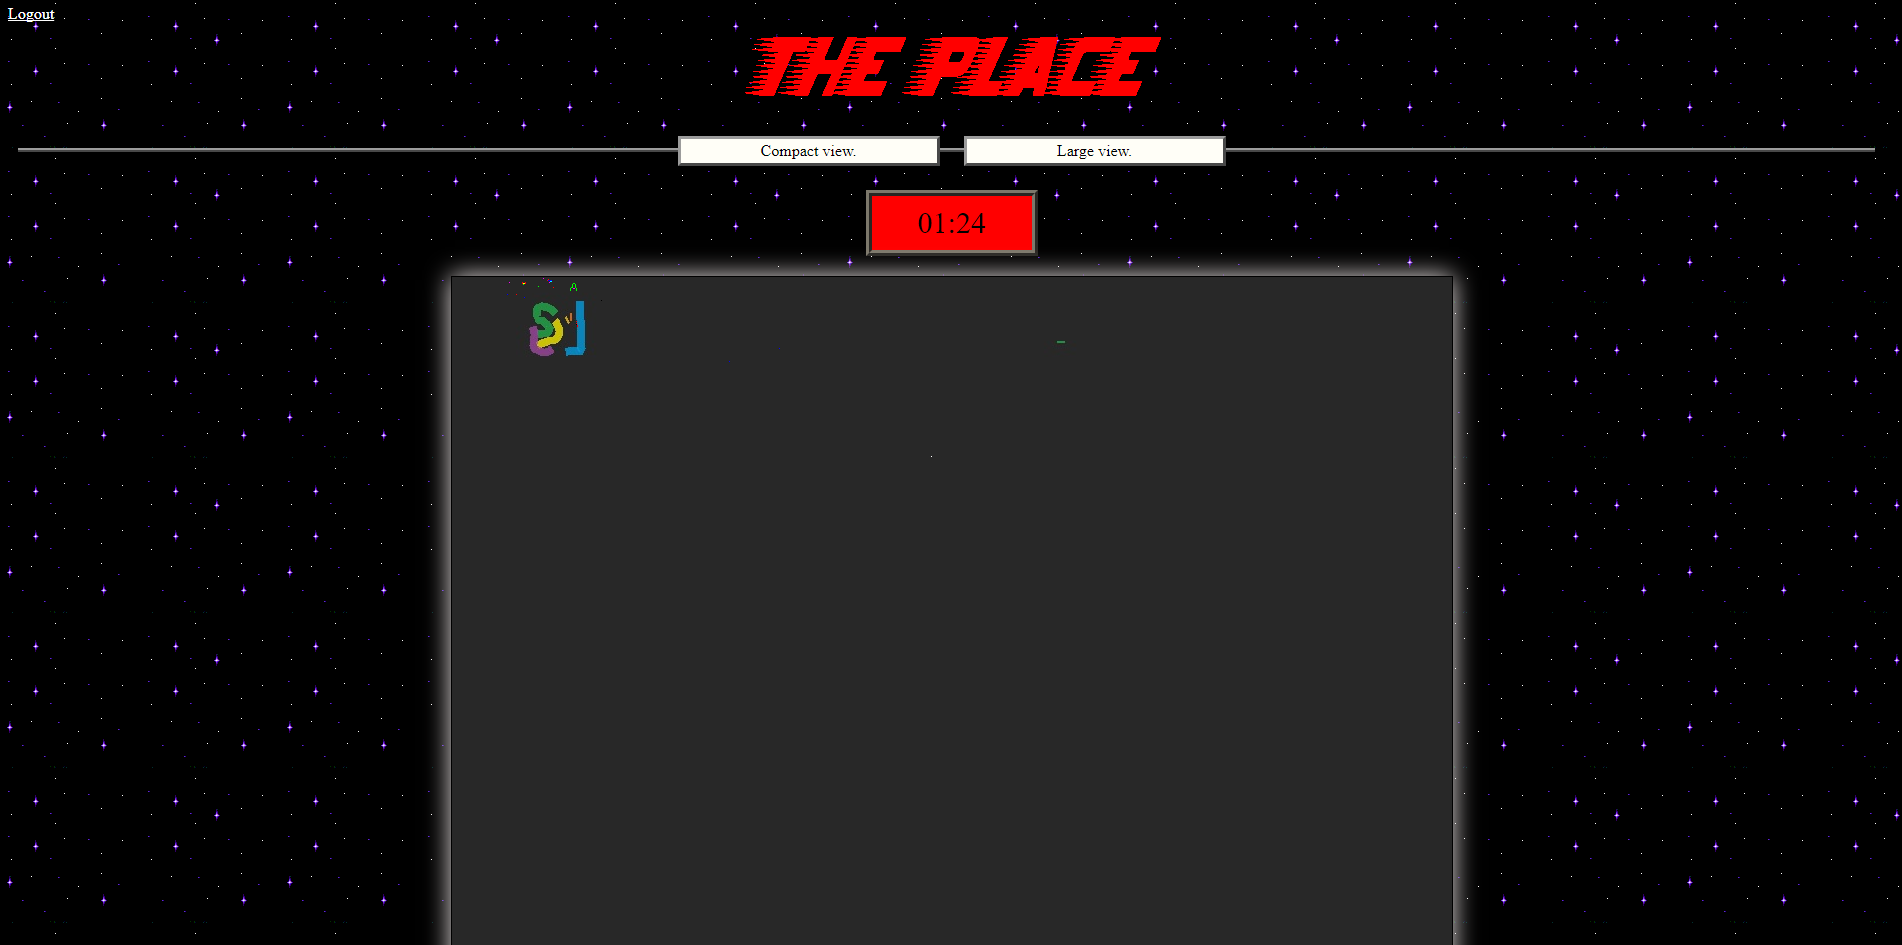 Logout
THE PLACE
Compact view.
Large view.
01:24